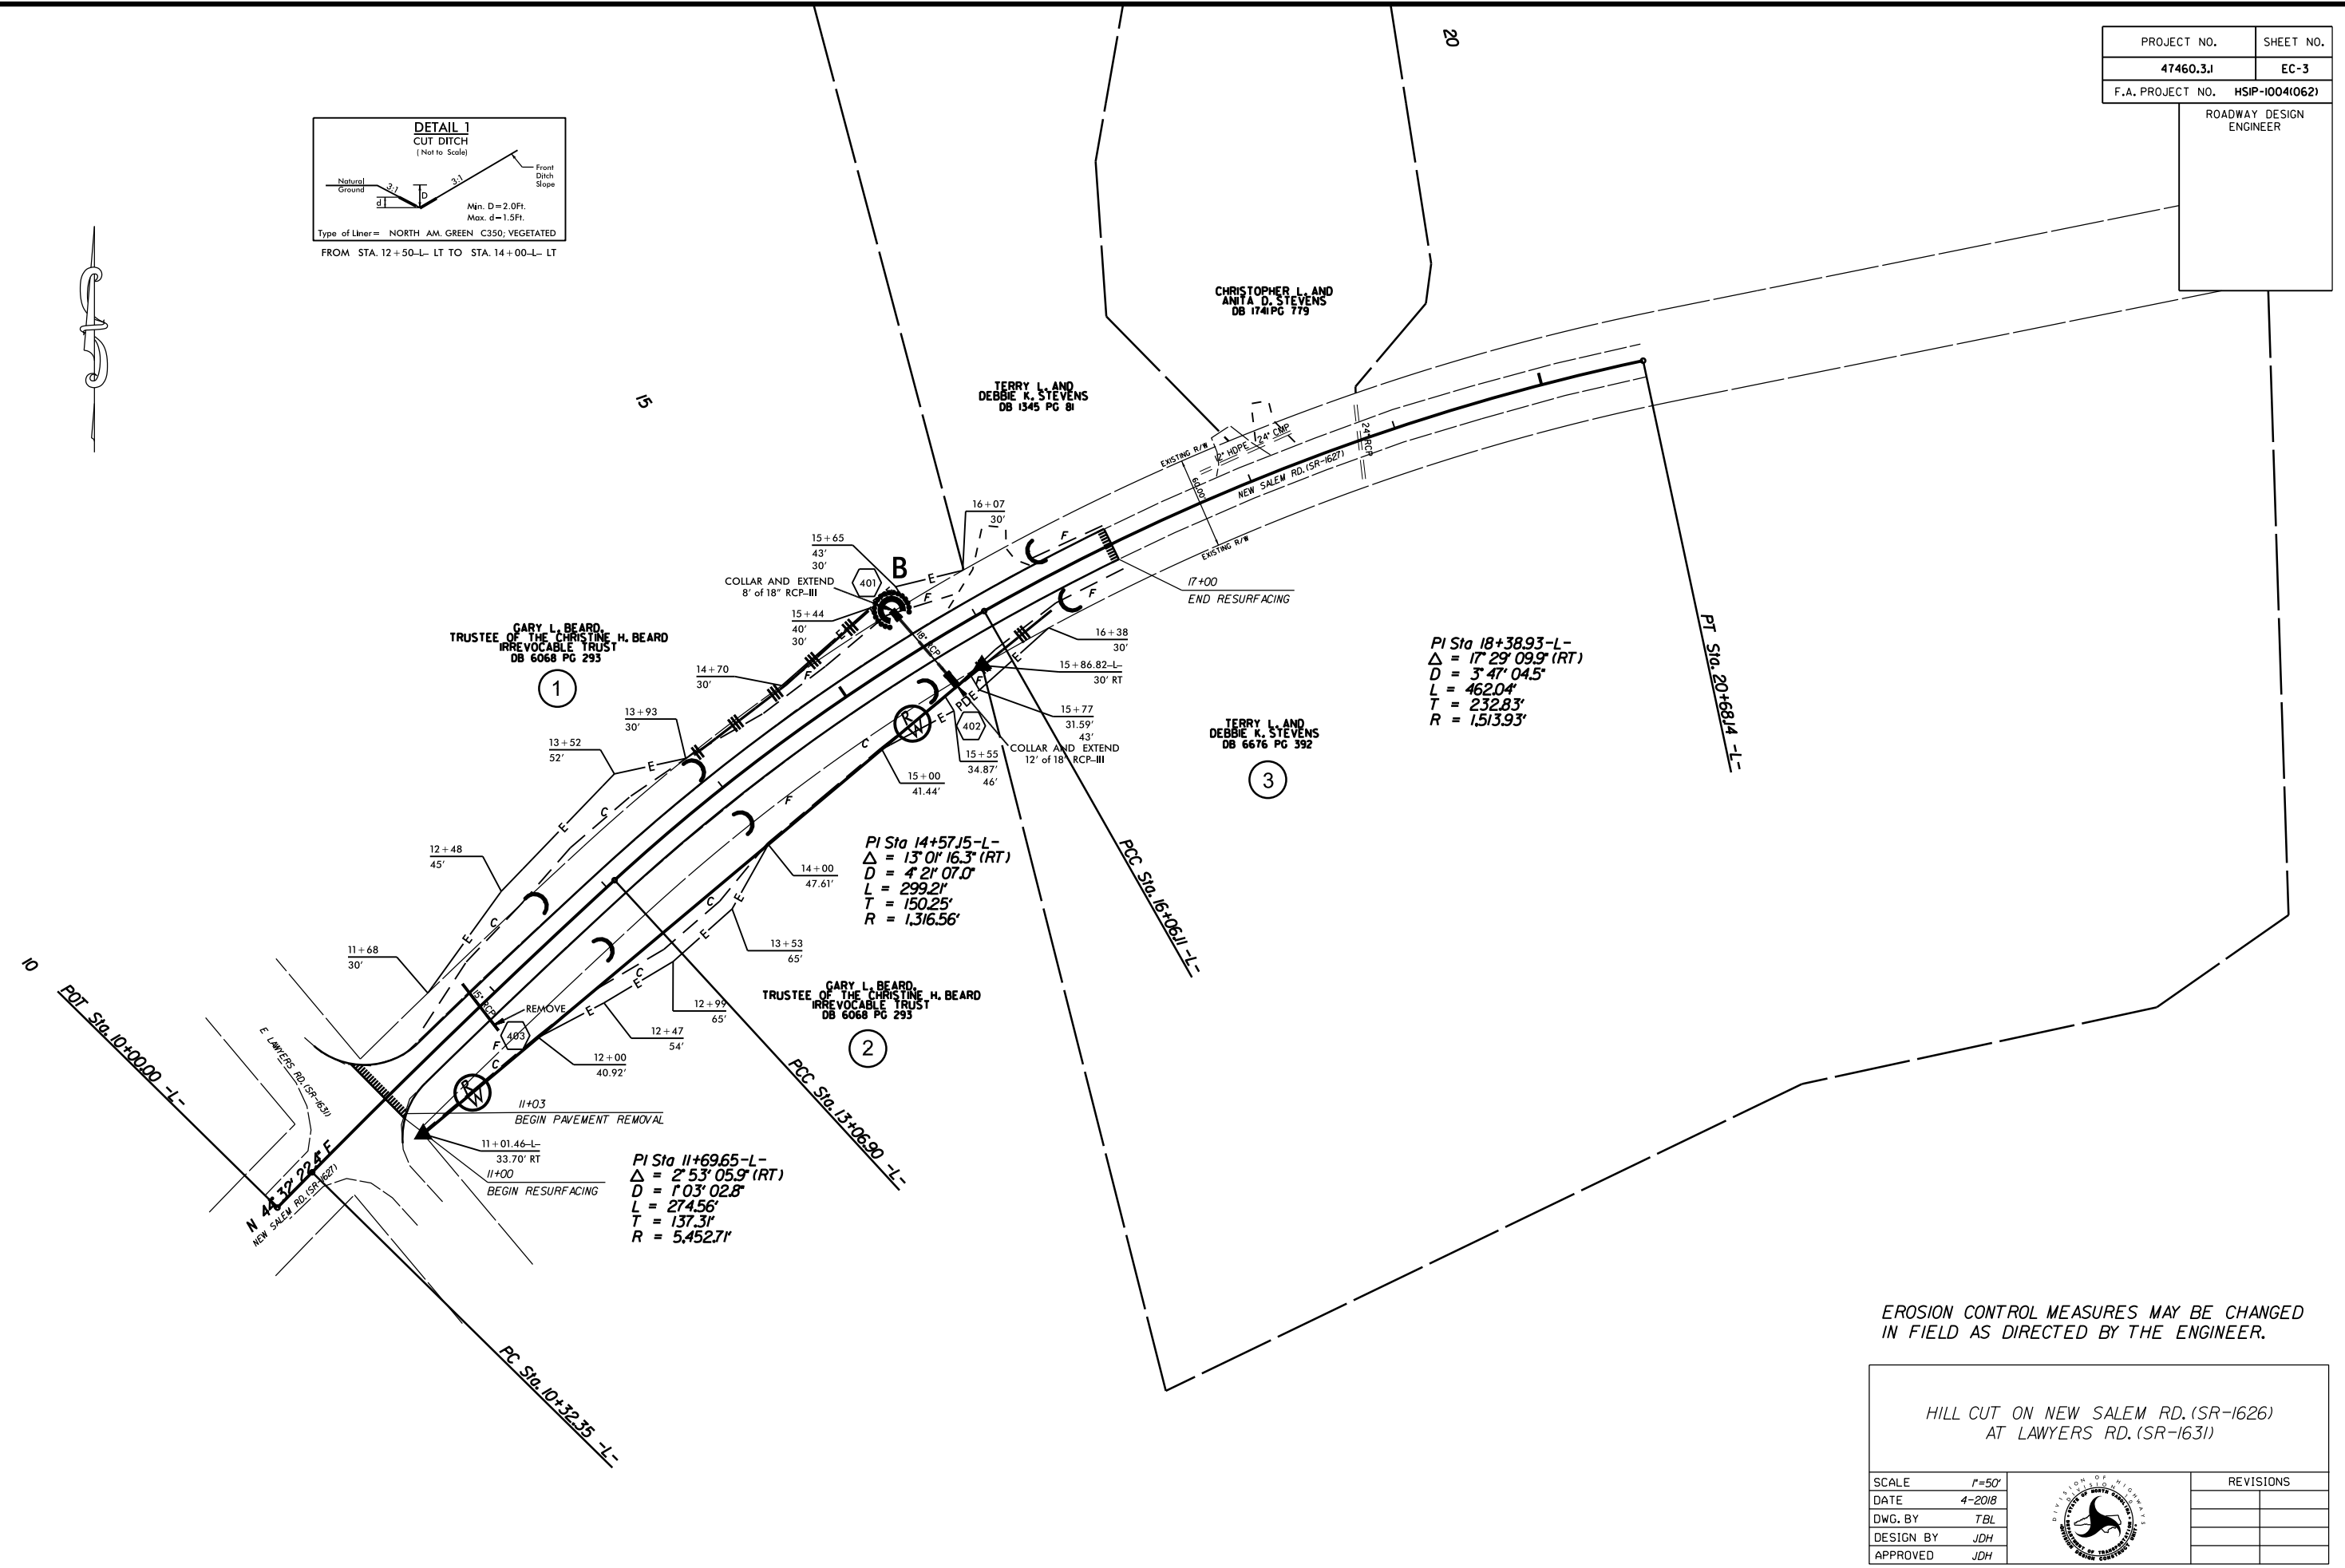 PROJECT NO. SHEET NO.
47460.3.1 EC-3
F.A. PROJECT NO. HSIP-1004(062)
ROADWAY DESIGN
ENGINEER
DETAIL 1
CUT DITCH
( Not to Scale)
Natural
Ground
3:1
D
d
3:1
Front
Ditch
Slope
Min. D=2.0Ft.
Max. d=1.5Ft.
Type of Liner= NORTH AM. GREEN C350; VEGETATED
FROM STA. 12+50-L- LT TO STA. 14+00-L- LT
20
15
10
CHRISTOPHER L. AND
ANITA D. STEVENS
DB 1741 PG 779
TERRY L. AND
DEBBIE K. STEVENS
DB 1345 PG 81
EXISTING R/W
12" HDPE
24" CMP
24" RCP
60.00'
NEW SALEM RD. (SR-1627)
EXISTING R/W
16+07
30'
15+65
43'
30'
B
401
COLLAR AND EXTEND
8' of 18" RCP-III
15+44
40'
30'
18" RCP
17+00
END RESURFACING
GARY L. BEARD,
TRUSTEE OF THE CHRISTINE H. BEARD
IRREVOCABLE TRUST
DB 6068 PG 293
1
14+70
30'
13+93
30'
13+52
52'
12+48
45'
11+68
30'
16+38
30'
15+86.82-L-
30' RT
15+77
31.59'
43'
PDE
402
COLLAR AND EXTEND
12' of 18" RCP-III
15+55
34.87'
46'
15+00
41.44'
R/W
TERRY L. AND
DEBBIE K. STEVENS
DB 6676 PG 392
3
PI Sta 18+38.93-L-
Δ = 17° 29' 09.9" (RT)
D = 3° 47' 04.5"
L = 462.04'
T = 232.83'
R = 1,513.93'
PT Sta. 20+68.14 -L-
PI Sta 14+57.15-L-
Δ = 13° 01' 16.3" (RT)
D = 4° 21' 07.0"
L = 299.21'
T = 150.25'
R = 1,316.56'
PCC Sta. 16+06.11 -L-
14+00
47.61'
13+53
65'
12+99
65'
12+47
54'
12+00
40.92'
GARY L. BEARD,
TRUSTEE OF THE CHRISTINE H. BEARD
IRREVOCABLE TRUST
DB 6068 PG 293
2
PCC Sta. 13+06.90 -L-
15" RCP
REMOVE
403
R/W
11+03
BEGIN PAVEMENT REMOVAL
11+01.46-L-
33.70' RT
11+00
BEGIN RESURFACING
PI Sta 11+69.65-L-
Δ = 2° 53' 05.9" (RT)
D = 1° 03' 02.8"
L = 274.56'
T = 137.31'
R = 5,452.71'
POT Sta. 10+00.00 -L-
E LAWYERS RD. (SR-1631)
NEW SALEM RD. (SR-1627)
PC Sta. 10+32.35 -L-
EROSION CONTROL MEASURES MAY BE CHANGED
IN FIELD AS DIRECTED BY THE ENGINEER.
HILL CUT ON NEW SALEM RD. (SR-1626)
AT LAWYERS RD. (SR-1631)
SCALE 1"=50'
DATE 4-2018
DWG. BY TBL
DESIGN BY JDH
APPROVED JDH
REVISIONS